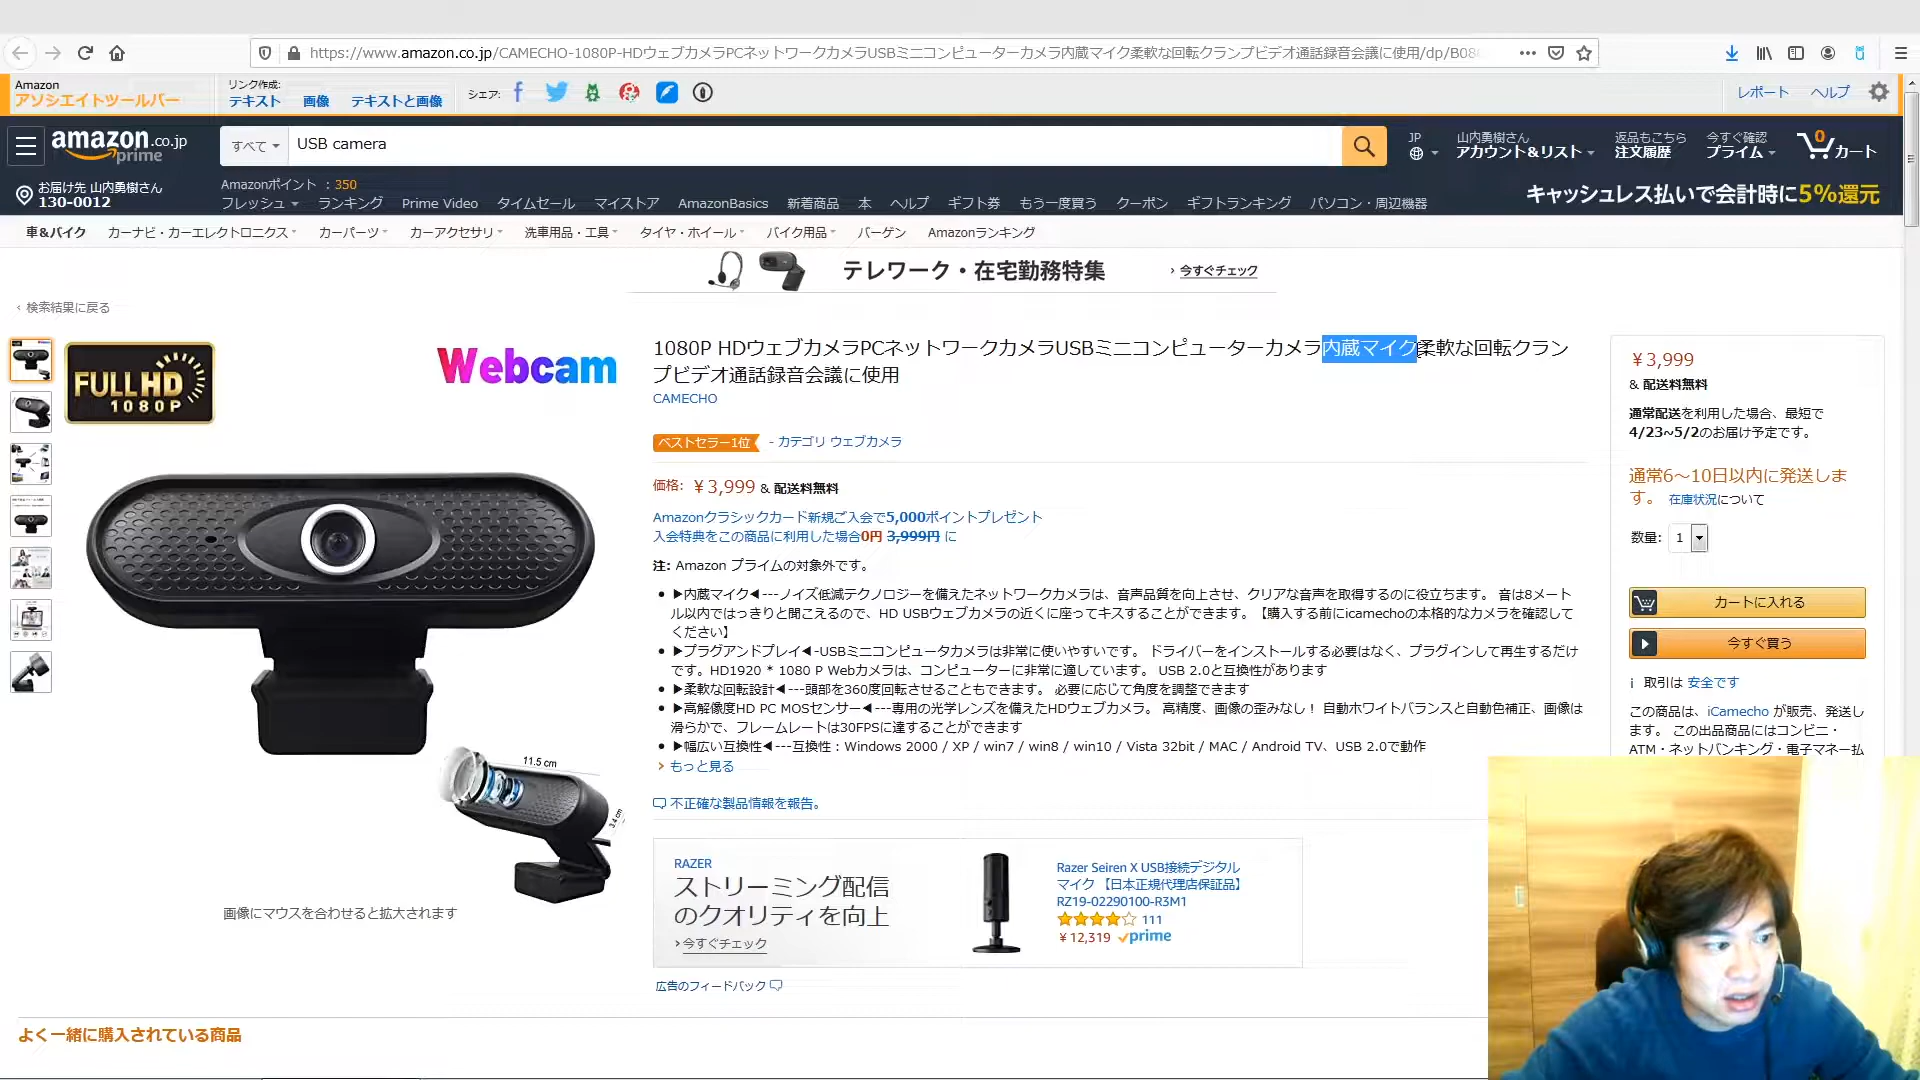 https://www.amazon.co.jp/CAMECHO-1080P-HDウェブカメラPCネットワークカメラUSBミニコンピューターカメラ内蔵マイク柔軟な回転クランプビデオ通話録音会議に使用/dp/B08
Amazon
アソシエイトツールバー
リンク作成:
テキスト 画像 テキストと画像
シェア:
レポート ヘルプ
amazon.co.jp
prime
すべて
USB camera
JP
山内勇樹さん
アカウント&リスト
返品もこちら
注文履歴
今すぐ確認
プライム
0
カート
お届け先 山内勇樹さん
130-0012
Amazonポイント : 350
フレッシュ ランキング Prime Video タイムセール マイストア AmazonBasics 新着商品 本 ヘルプ ギフト券 もう一度買う クーポン ギフトランキング パソコン・周辺機器
キャッシュレス払いで会計時に5%還元
車&バイク カーナビ・カーエレクトロニクス カーパーツ カーアクセサリ 洗車用品・工具 タイヤ・ホイール バイク用品 バーゲン Amazonランキング
テレワーク・在宅勤務特集 › 今すぐチェック
‹ 検索結果に戻る
FULL HD
1080P
Webcam
11.5 cm
3.4 cm
画像にマウスを合わせると拡大されます
1080P HDウェブカメラPCネットワークカメラUSBミニコンピューターカメラ内蔵マイク柔軟な回転クラン
プビデオ通話録音会議に使用
CAMECHO
ベストセラー1位 - カテゴリ ウェブカメラ
価格: ￥3,999 & 配送料無料
Amazonクラシックカード新規ご入会で5,000ポイントプレゼント
入会特典をこの商品に利用した場合0円 3,999円 に
注: Amazon プライムの対象外です。
● ▶内蔵マイク◀---ノイズ低減テクノロジーを備えたネットワークカメラは、音声品質を向上させ、クリアな音声を取得するのに役立ちます。 音は8メート
ル以内ではっきりと聞こえるので、HD USBウェブカメラの近くに座ってキスすることができます。【購入する前にicamechoの本格的なカメラを確認して
ください】
● ▶プラグアンドプレイ◀-USBミニコンピュータカメラは非常に使いやすいです。 ドライバーをインストールする必要はなく、プラグインして再生するだけ
です。HD1920 * 1080 P Webカメラは、コンピューターに非常に適しています。 USB 2.0と互換性があります
● ▶柔軟な回転設計◀---頭部を360度回転させることもできます。 必要に応じて角度を調整できます
● ▶高解像度HD PC MOSセンサー◀---専用の光学レンズを備えたHDウェブカメラ。 高精度、画像の歪みなし！ 自動ホワイトバランスと自動色補正、画像は
滑らかで、フレームレートは30FPSに達することができます
● ▶幅広い互換性◀---互換性：Windows 2000 / XP / win7 / win8 / win10 / Vista 32bit / MAC / Android TV、USB 2.0で動作
› もっと見る
不正確な製品情報を報告。
RAZER
ストリーミング配信
のクオリティを向上
›今すぐチェック
Razer Seiren X USB接続デジタル
マイク 【日本正規代理店保証品】
RZ19-02290100-R3M1
111
￥12,319 prime
広告のフィードバック
￥3,999
& 配送料無料
通常配送を利用した場合、最短で
4/23~5/2のお届け予定です。
通常6～10日以内に発送しま
す。 在庫状況について
数量: 1
カートに入れる
今すぐ買う
取引は 安全です
この商品は、iCamecho が販売、発送し
ます。 この出品商品にはコンビニ・
ATM・ネットバンキング・電子マネー払
よく一緒に購入されている商品